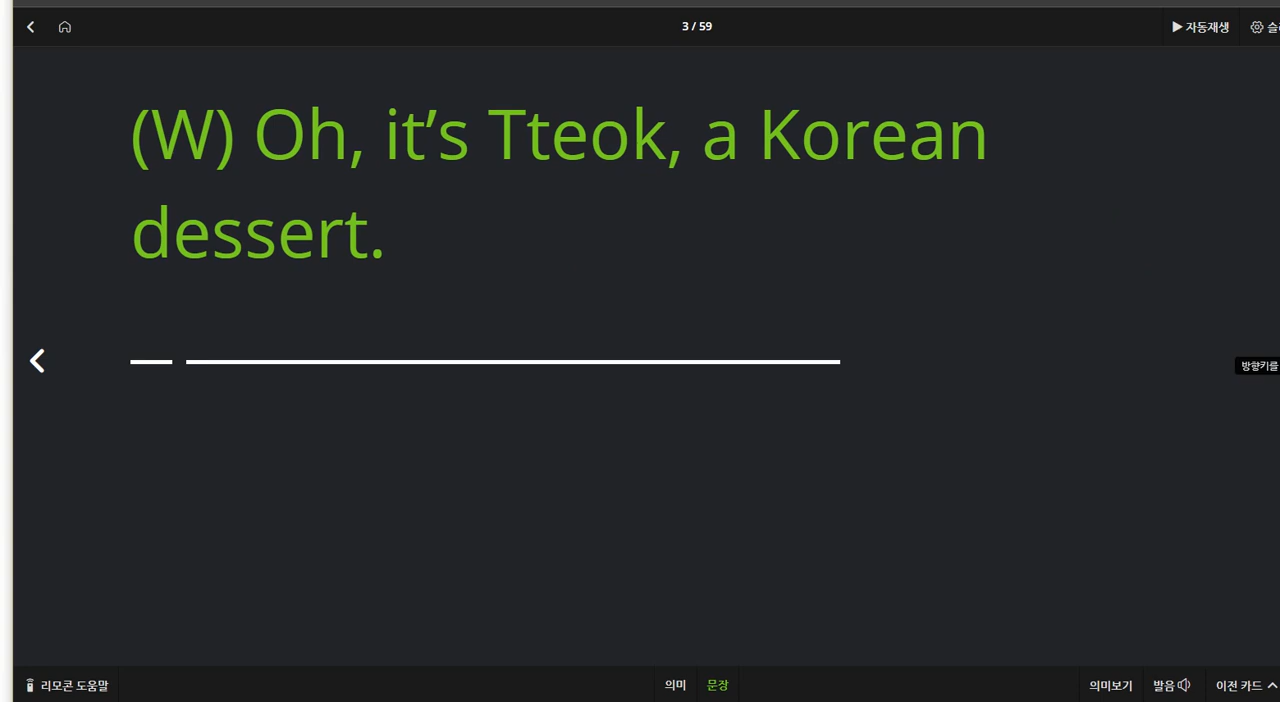 3 / 59
▶ 자동재생
(W) Oh, it’s Tteok, a Korean
dessert.
방향키를
리모콘 도움말
의미
문장
의미보기
발음
이전 카드